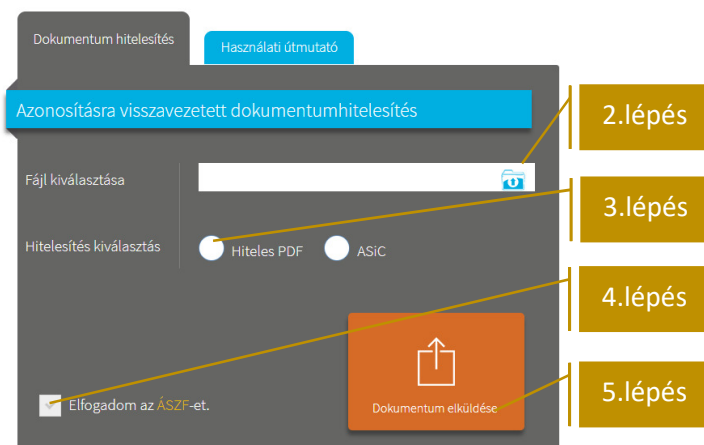 Dokumentum hitelesítés
Használati útmutató
Azonosításra visszavezetett dokumentumhitelesítés
2.lépés
Fájl kiválasztása
3.lépés
Hitelesítés kiválasztás
Hiteles PDF
ASiC
4.lépés
5.lépés
Elfogadom az ÁSZF-et.
Dokumentum elküldése